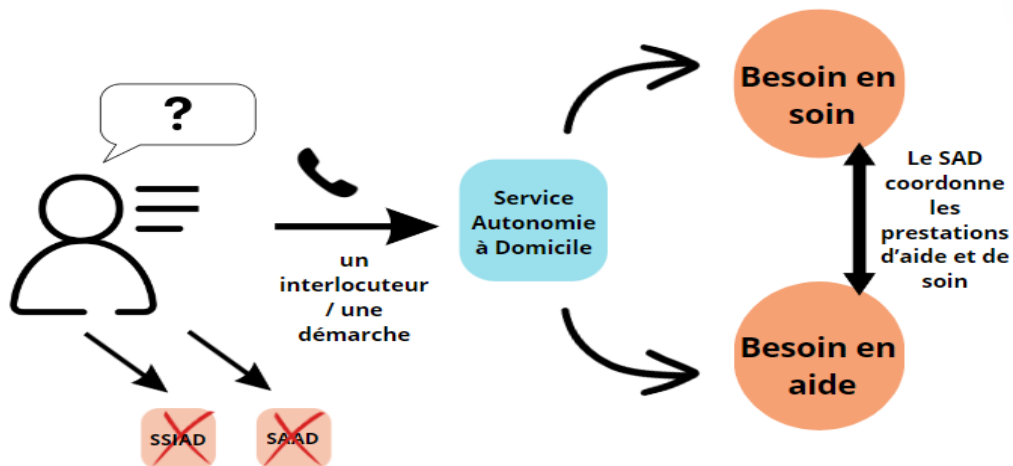 ?
un
interlocuteur
/ une
démarche
SSIAD
SAAD
Service
Autonomie
à Domicile
Besoin en
soin
Le SAD
coordonne
les
prestations
d’aide et de
soin
Besoin en
aide